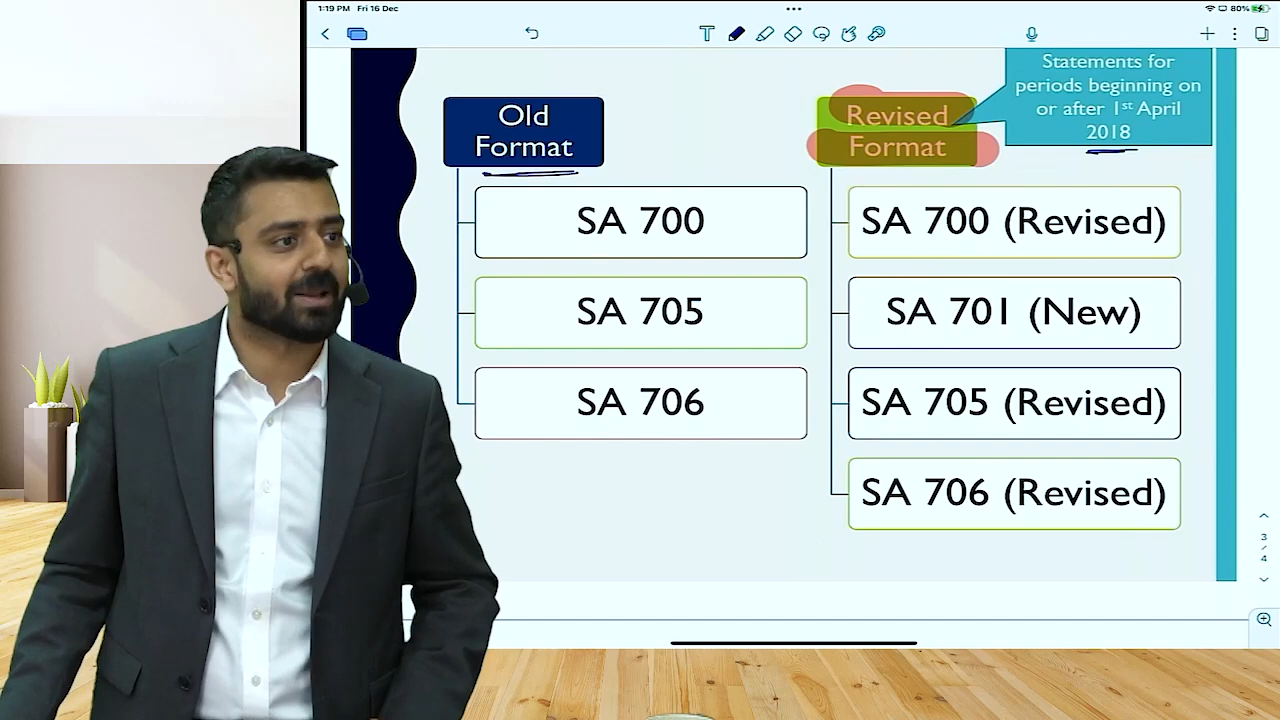 1:19 PM Fri 16 Dec
80%
Statements for
periods beginning on
or after 1st April
2018
Old
Format
Revised
Format
SA 700
SA 705
SA 706
SA 700 (Revised)
SA 701 (New)
SA 705 (Revised)
SA 706 (Revised)
3
/
4